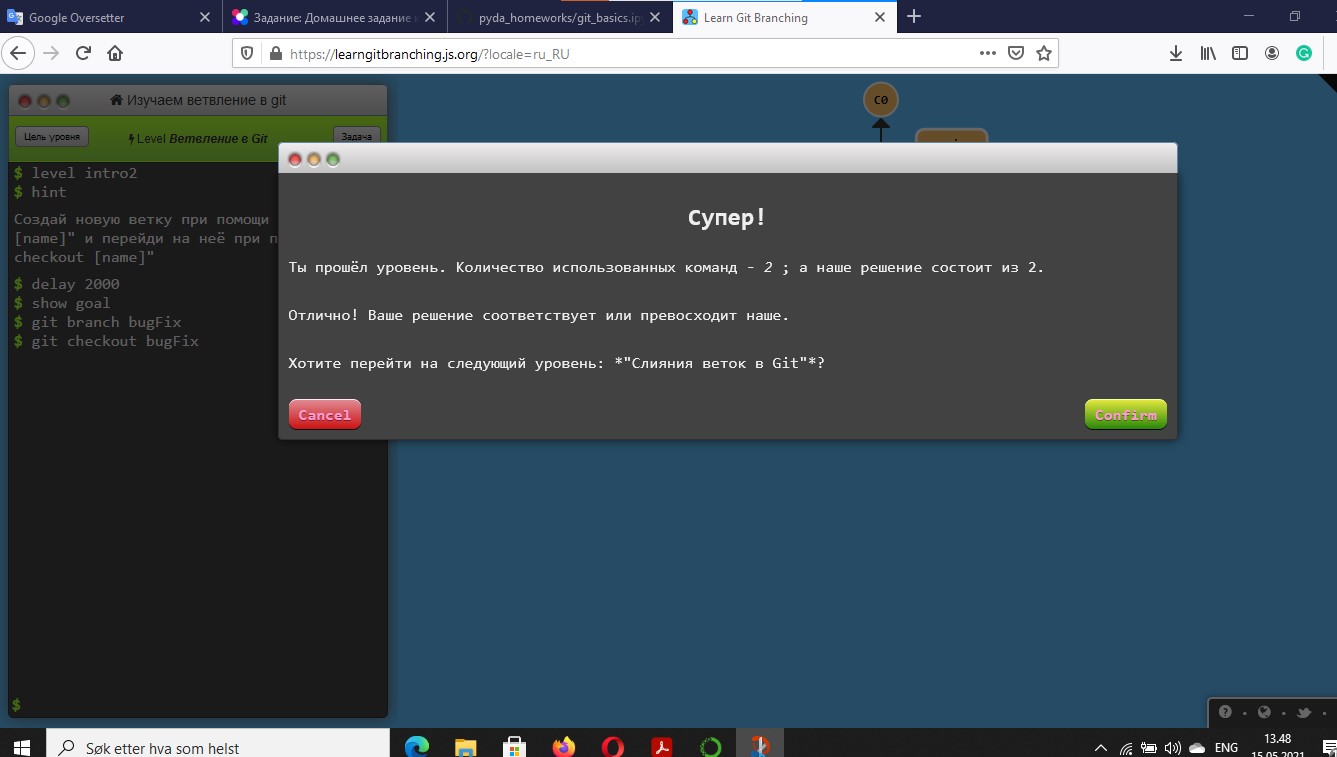 Google Oversetter
Задание: Домашнее задание к
pyda_homeworks/git_basics.ip
Learn Git Branching
https://learngitbranching.js.org/?locale=ru_RU
Изучаем ветвление в git
Цель уровня
Level Ветвление в Git
Задача
$ level intro2
$ hint
Создай новую ветку при помощи
[name]" и перейди на неё при п
checkout [name]"
$ delay 2000
$ show goal
$ git branch bugFix
$ git checkout bugFix
$
C0
Супер!
Ты прошёл уровень. Количество использованных команд - 2 ; а наше решение состоит из 2.
Отлично! Ваше решение соответствует или превосходит наше.
Хотите перейти на следующий уровень: *"Слияния веток в Git"*?
Cancel
Confirm
Søk etter hva som helst
ENG
13.48
15.05.2021